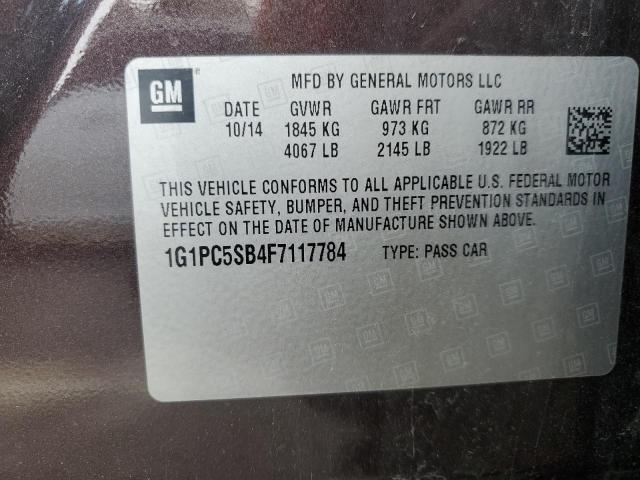 GM
MFD BY GENERAL MOTORS LLC
DATE GVWR GAWR FRT GAWR RR
10/14 1845 KG 973 KG 872 KG
4067 LB 2145 LB 1922 LB
THIS VEHICLE CONFORMS TO ALL APPLICABLE U.S. FEDERAL MOTOR
VEHICLE SAFETY, BUMPER, AND THEFT PREVENTION STANDARDS IN
EFFECT ON THE DATE OF MANUFACTURE SHOWN ABOVE.
1G1PC5SB4F7117784 TYPE: PASS CAR